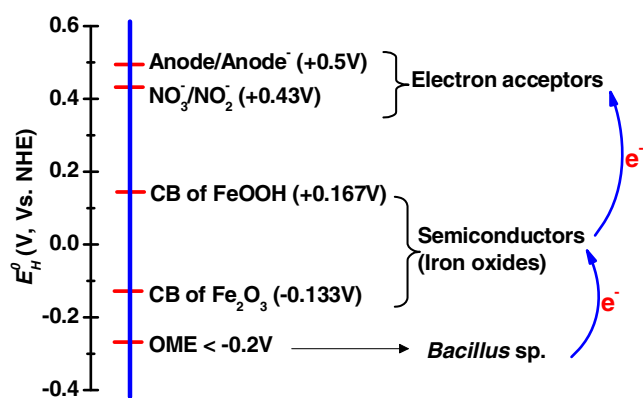 0.6
0.4
0.2
0.0
-0.2
-0.4
E_H^0 (V, Vs. NHE)
Anode/Anode⁻ (+0.5V)
NO₃⁻/NO₂⁻ (+0.43V)
Electron acceptors
e⁻
CB of FeOOH (+0.167V)
Semiconductors
(Iron oxides)
CB of Fe₂O₃ (-0.133V)
e⁻
OME < -0.2V
Bacillus sp.